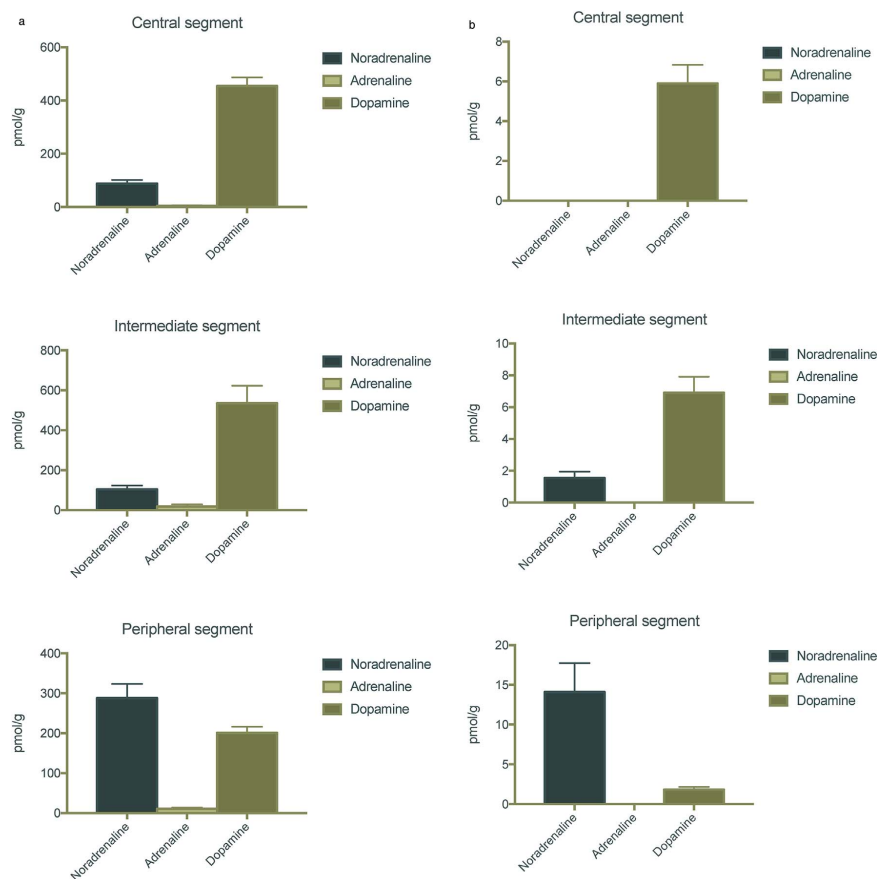 a
Central segment
600
400
200
0
pmol/g
Noradrenaline
Adrenaline
Dopamine
Noradrenaline
Adrenaline
Dopamine
b
Central segment
8
6
4
2
0
pmol/g
Noradrenaline
Adrenaline
Dopamine
Noradrenaline
Adrenaline
Dopamine
Intermediate segment
800
600
400
200
0
pmol/g
Noradrenaline
Adrenaline
Dopamine
Noradrenaline
Adrenaline
Dopamine
Intermediate segment
10
8
6
4
2
0
pmol/g
Noradrenaline
Adrenaline
Dopamine
Noradrenaline
Adrenaline
Dopamine
Peripheral segment
400
300
200
100
0
pmol/g
Noradrenaline
Adrenaline
Dopamine
Noradrenaline
Adrenaline
Dopamine
Peripheral segment
20
15
10
5
0
pmol/g
Noradrenaline
Adrenaline
Dopamine
Noradrenaline
Adrenaline
Dopamine